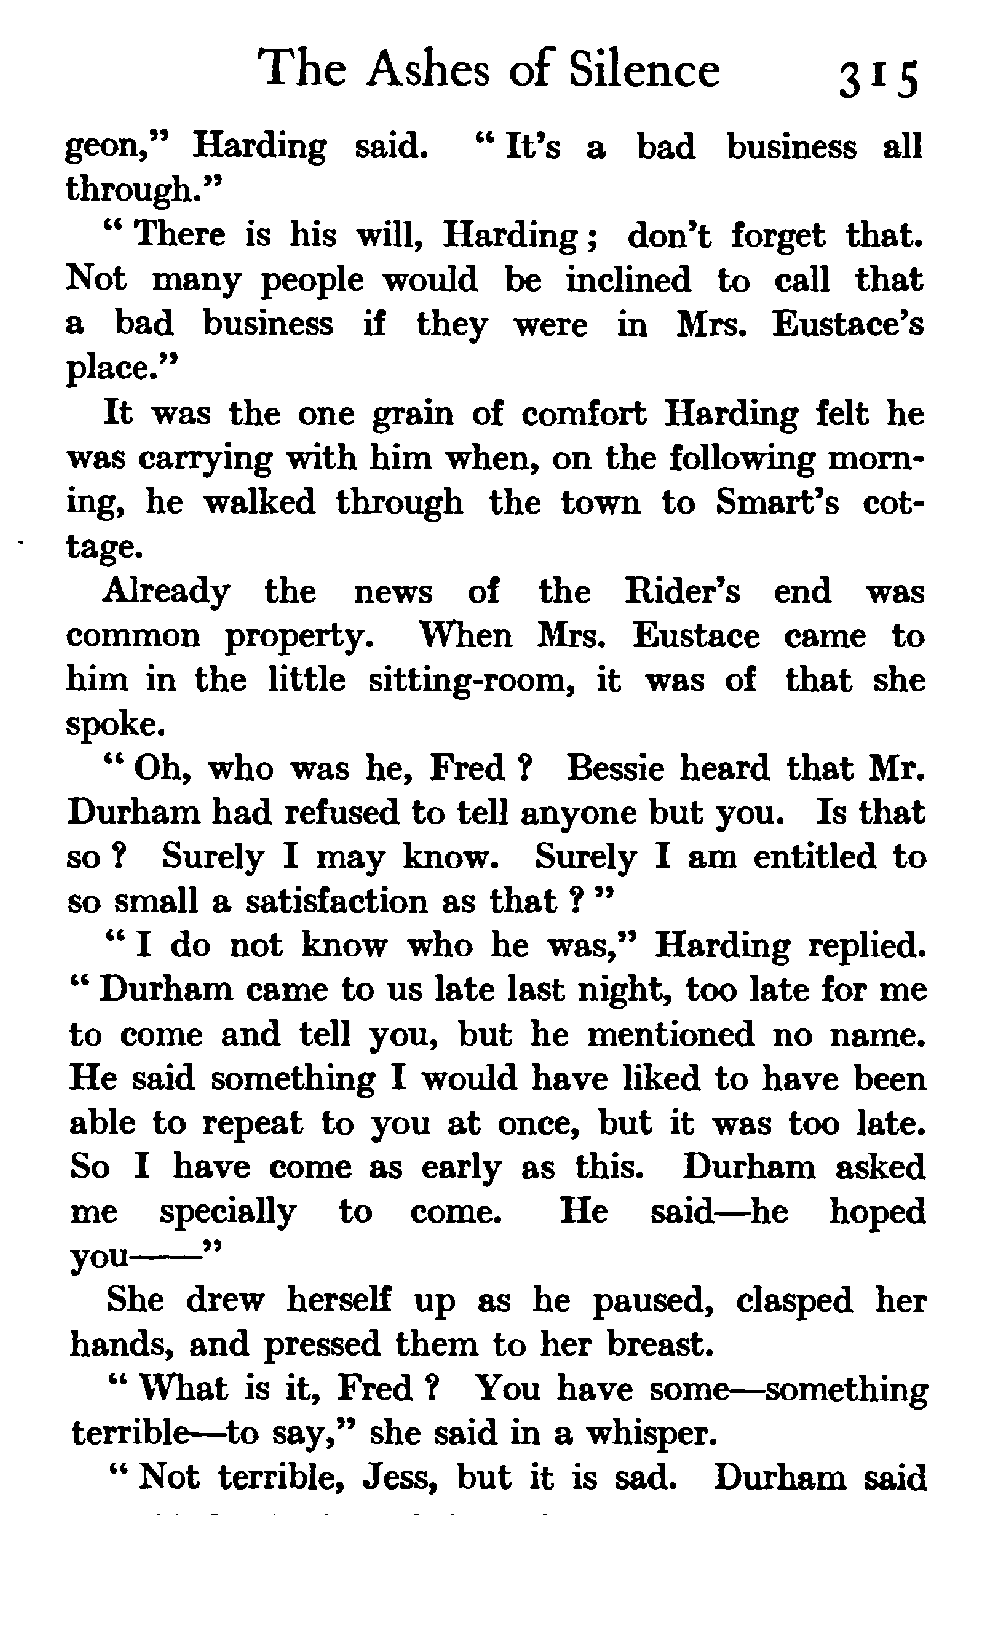 The Ashes of Silence 315
geon," Harding said. "It's a bad business all
through."
"There is his will, Harding; don't forget that.
Not many people would be inclined to call that
a bad business if they were in Mrs. Eustace's
place."
It was the one grain of comfort Harding felt he
was carrying with him when, on the following morn-
ing, he walked through the town to Smart's cot-
tage.
Already the news of the Rider's end was
common property. When Mrs. Eustace came to
him in the little sitting-room, it was of that she
spoke.
"Oh, who was he, Fred? Bessie heard that Mr.
Durham had refused to tell anyone but you. Is that
so? Surely I may know. Surely I am entitled to
so small a satisfaction as that?"
"I do not know who he was," Harding replied.
"Durham came to us late last night, too late for me
to come and tell you, but he mentioned no name.
He said something I would have liked to have been
able to repeat to you at once, but it was too late.
So I have come as early as this. Durham asked
me specially to come. He said—he hoped
you——"
She drew herself up as he paused, clasped her
hands, and pressed them to her breast.
"What is it, Fred? You have some—something
terrible—to say," she said in a whisper.
"Not terrible, Jess, but it is sad. Durham said